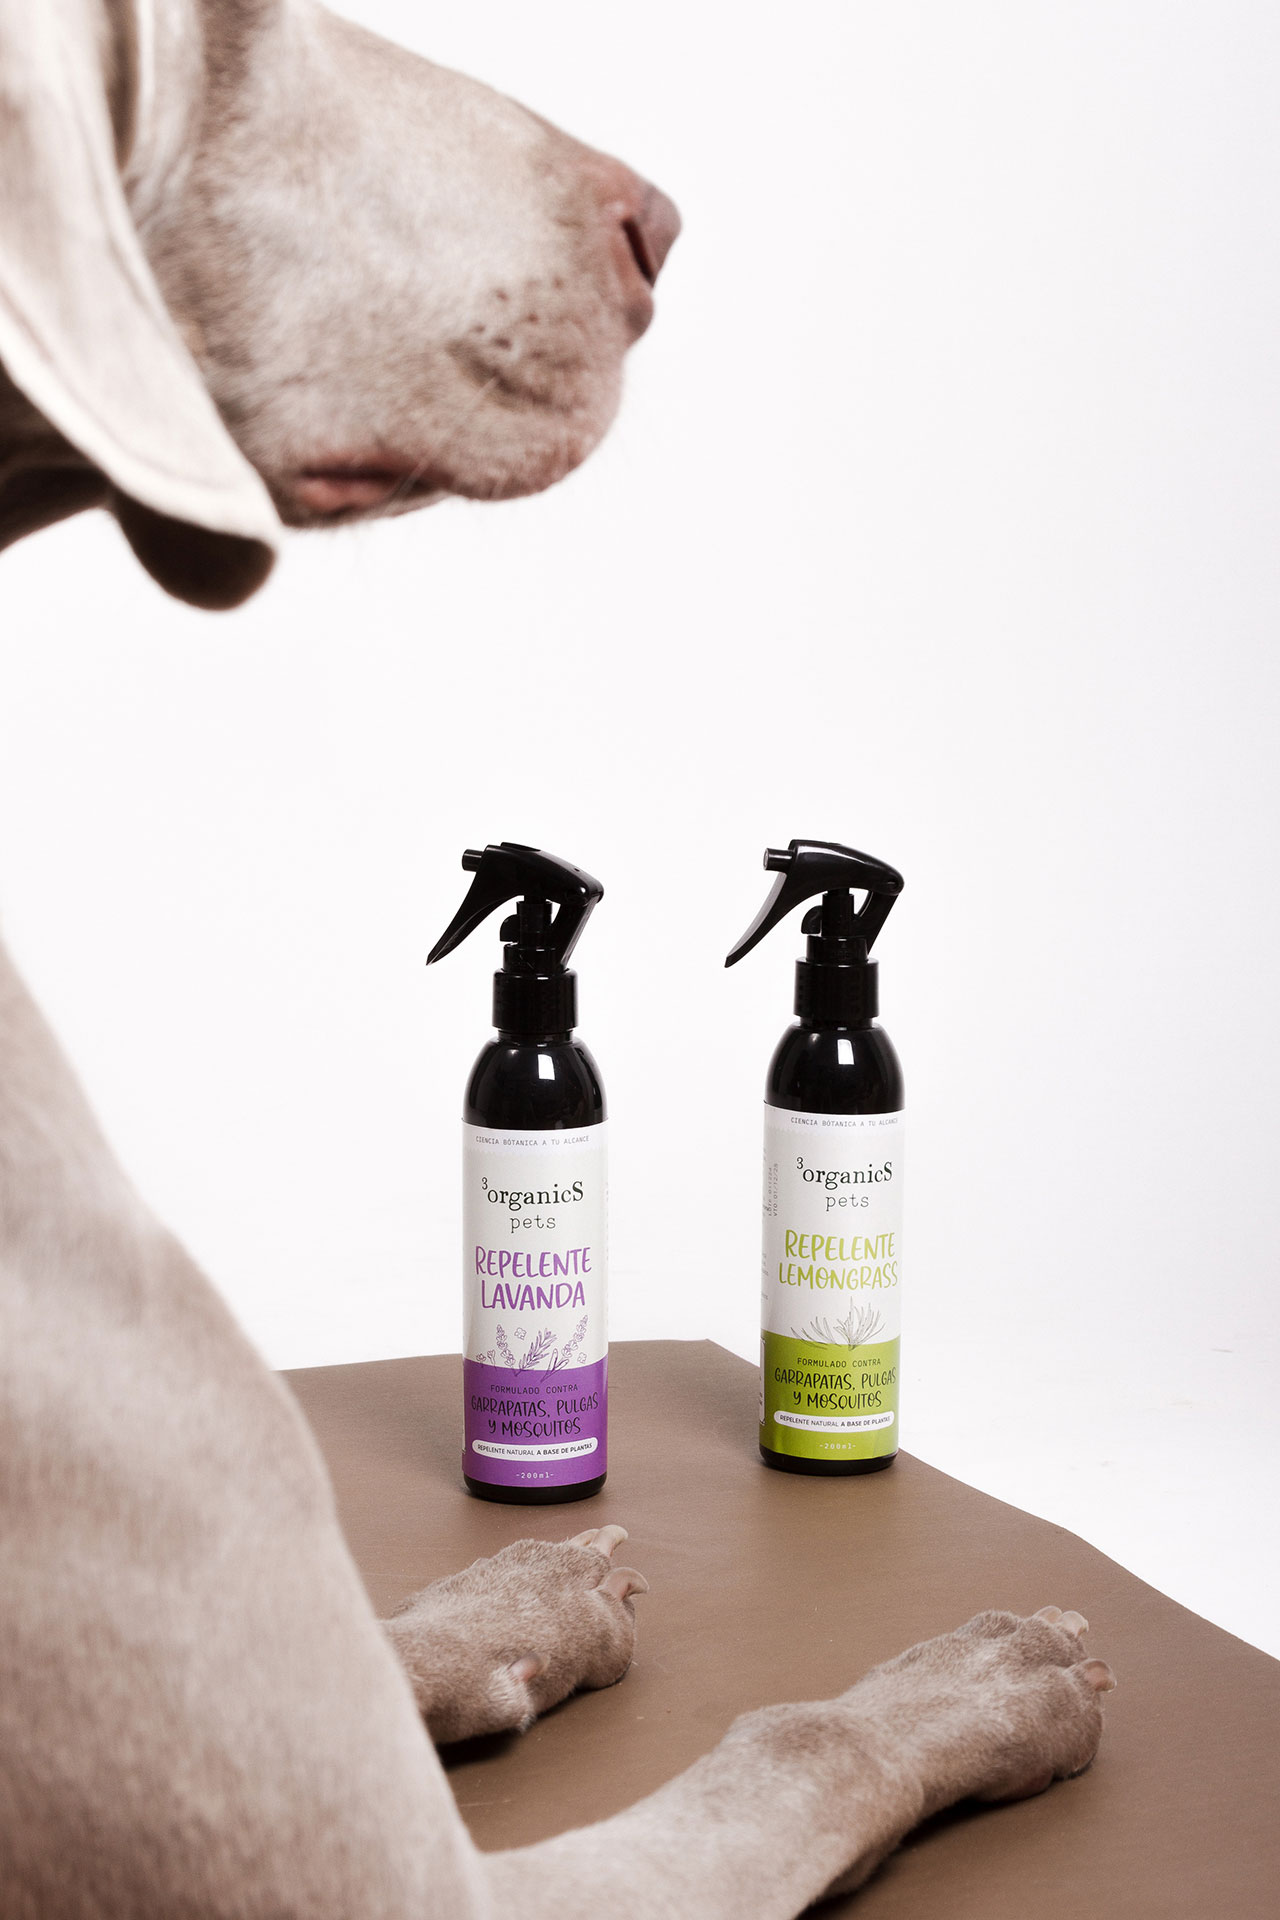 CIENCIA BOTANICA A TU ALCANCE
3organicS
pets
REPELENTE
LAVANDA
FORMULADO CONTRA
GARRAPATAS, PULGAS
Y MOSQUITOS
REPELENTE NATURAL A BASE DE PLANTAS
-200ml-
CIENCIA BOTANICA A TU ALCANCE
3organicS
pets
REPELENTE
LEMONGRASS
FORMULADO CONTRA
GARRAPATAS, PULGAS
Y MOSQUITOS
REPELENTE NATURAL A BASE DE PLANTAS
-200ml-